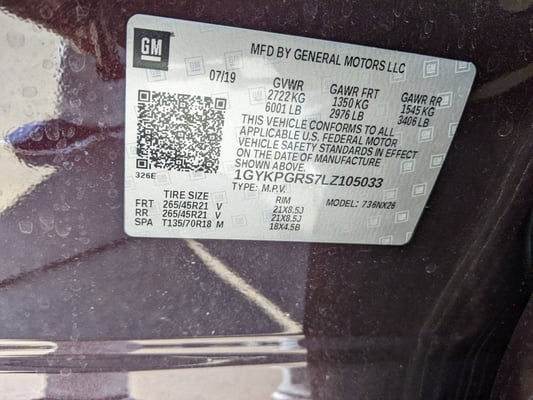 GM
MFD BY GENERAL MOTORS LLC
07/19 GVWR GAWR FRT GAWR RR
2722 KG 1350 KG 1545 KG
6001 LB 2976 LB 3406 LB
THIS VEHICLE CONFORMS TO ALL
APPLICABLE U.S. FEDERAL MOTOR
VEHICLE SAFETY STANDARDS IN EFFECT
ON THE DATE OF MANUFACTURE
SHOWN ABOVE.
326E
1GYKPGRS7LZ105033
TYPE: M.P.V. MODEL: 736NX26
TIRE SIZE RIM
FRT 265/45R21 V 21X8.5J
RR 265/45R21 V 21X8.5J
SPA T135/70R18 M 18X4.5B